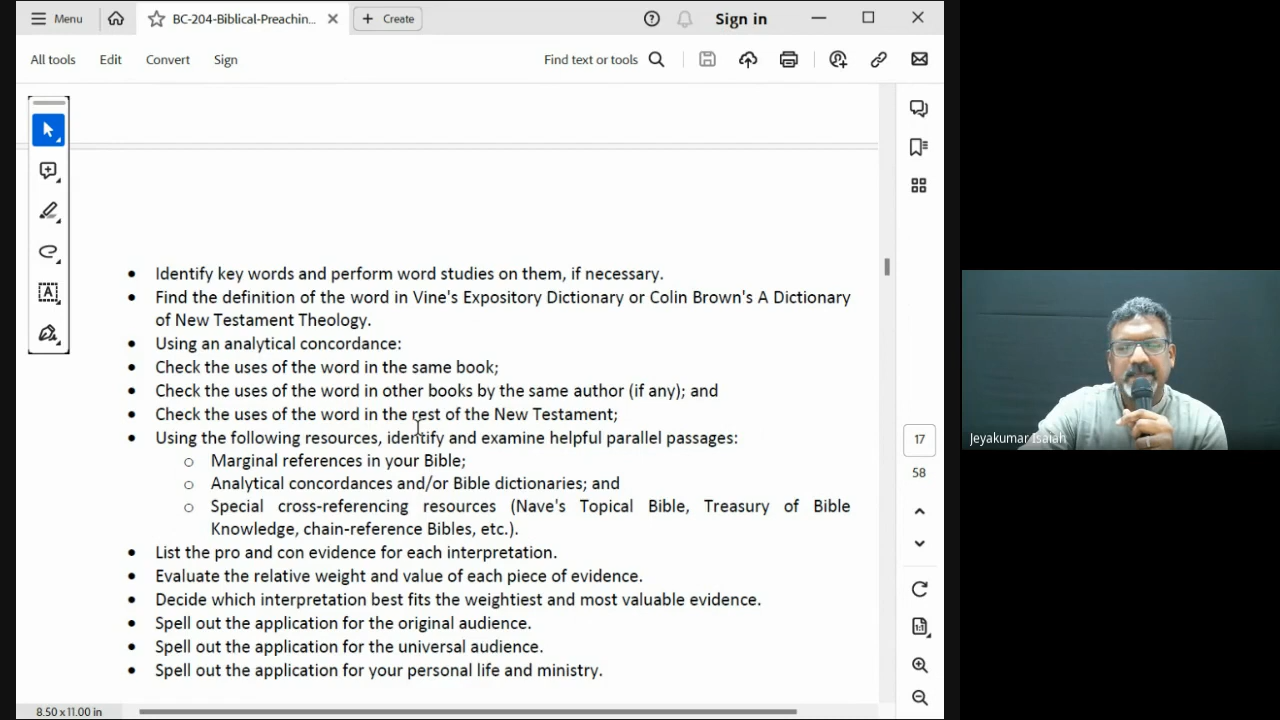 Menu
BC-204-Biblical-Preachin...
Create
Sign in
All tools
Edit
Convert
Sign
Find text or tools
• Identify key words and perform word studies on them, if necessary.
• Find the definition of the word in Vine's Expository Dictionary or Colin Brown's A Dictionary
of New Testament Theology.
• Using an analytical concordance:
• Check the uses of the word in the same book;
• Check the uses of the word in other books by the same author (if any); and
• Check the uses of the word in the rest of the New Testament;
• Using the following resources, identify and examine helpful parallel passages:
○ Marginal references in your Bible;
○ Analytical concordances and/or Bible dictionaries; and
○ Special cross-referencing resources (Nave's Topical Bible, Treasury of Bible
Knowledge, chain-reference Bibles, etc.).
• List the pro and con evidence for each interpretation.
• Evaluate the relative weight and value of each piece of evidence.
• Decide which interpretation best fits the weightiest and most valuable evidence.
• Spell out the application for the original audience.
• Spell out the application for the universal audience.
• Spell out the application for your personal life and ministry.
17
58
8.50 x 11.00 in
Jeyakumar Isaiah